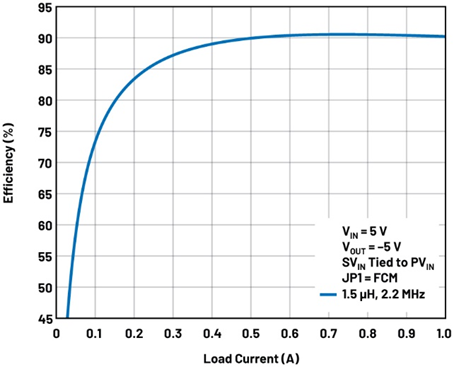 95
90
85
80
75
70
65
60
55
50
45
Efficiency (%)
0 0.1 0.2 0.3 0.4 0.5 0.6 0.7 0.8 0.9 1.0
Load Current (A)
VIN = 5 V
VOUT = –5 V
SVIN Tied to PVIN
JP1 = FCM
1.5 µH, 2.2 MHz